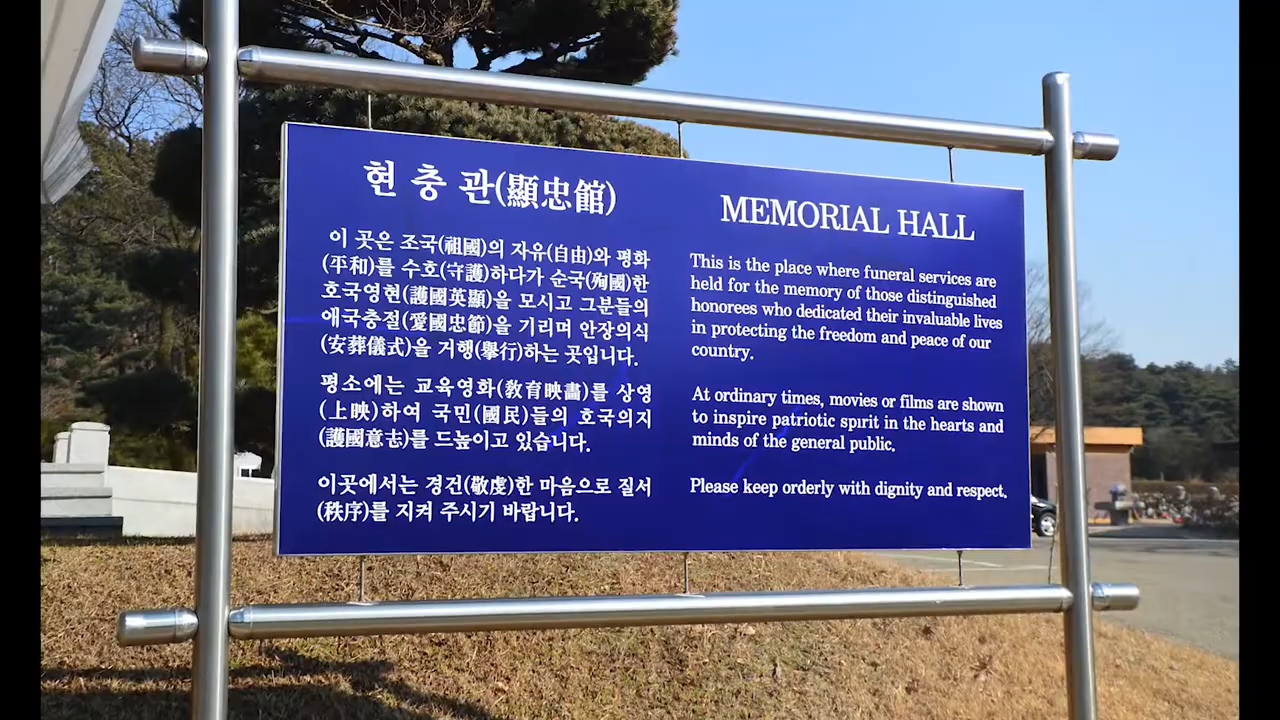 현충관(顯忠館)
이 곳은 조국(祖國)의 자유(自由)와 평화
(平和)를 수호(守護)하다가 순국(殉國)한
호국영현(護國英顯)을 모시고 그분들의
애국충절(愛國忠節)을 기리며 안장의식
(安葬儀式)을 거행(擧行)하는 곳입니다.
평소에는 교육영화(敎育映畵)를 상영
(上映)하여 국민(國民)들의 호국의지
(護國意志)를 드높이고 있습니다.
이곳에서는 경건(敬虔)한 마음으로 질서
(秩序)를 지켜 주시기 바랍니다.
MEMORIAL HALL
This is the place where funeral services are
held for the memory of those distinguished
honorees who dedicated their invaluable lives
in protecting the freedom and peace of our
country.
At ordinary times, movies or films are shown
to inspire patriotic spirit in the hearts and
minds of the general public.
Please keep orderly with dignity and respect.